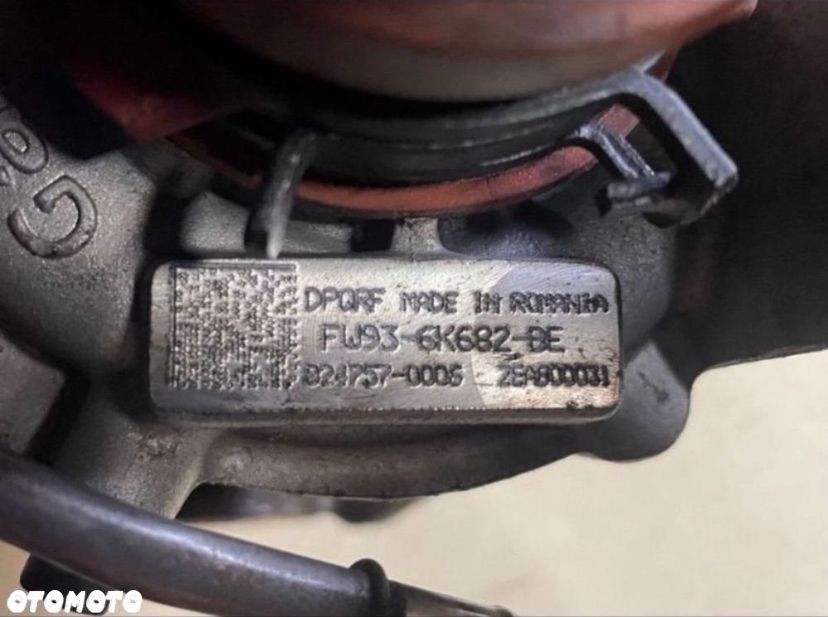 DPQRF MADE IN ROMANIA
FW93-6K682-BE
824757-0006 2EA800031
OTOMOTO